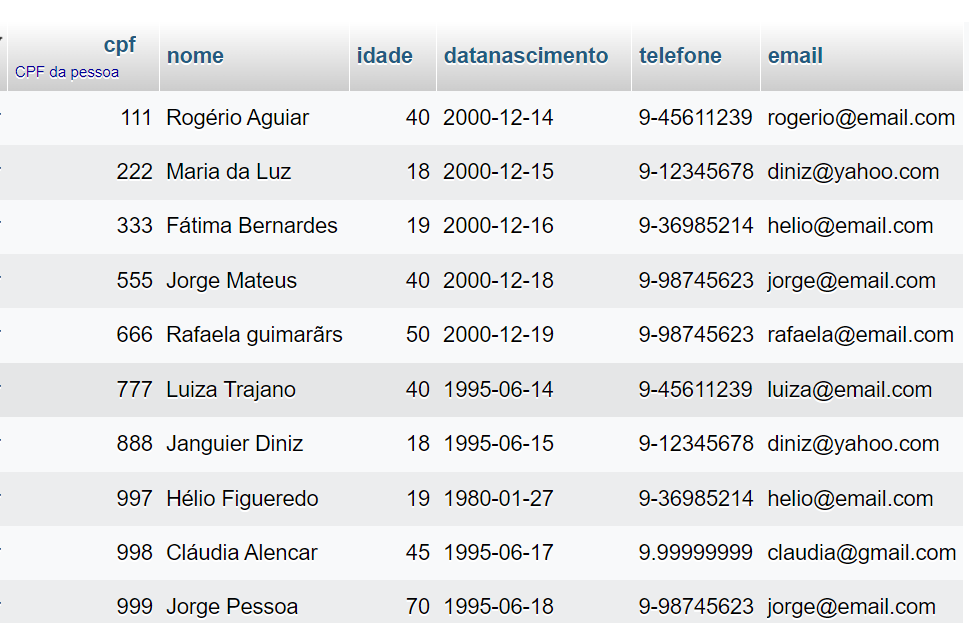 cpf nome idade datanascimento telefone email
CPF da pessoa
111 Rogério Aguiar 40 2000-12-14 9-45611239 rogerio@email.com
222 Maria da Luz 18 2000-12-15 9-12345678 diniz@yahoo.com
333 Fátima Bernardes 19 2000-12-16 9-36985214 helio@email.com
555 Jorge Mateus 40 2000-12-18 9-98745623 jorge@email.com
666 Rafaela guimarãrs 50 2000-12-19 9-98745623 rafaela@email.com
777 Luiza Trajano 40 1995-06-14 9-45611239 luiza@email.com
888 Janguier Diniz 18 1995-06-15 9-12345678 diniz@yahoo.com
997 Hélio Figueredo 19 1980-01-27 9-36985214 helio@email.com
998 Cláudia Alencar 45 1995-06-17 9.99999999 claudia@gmail.com
999 Jorge Pessoa 70 1995-06-18 9-98745623 jorge@email.com